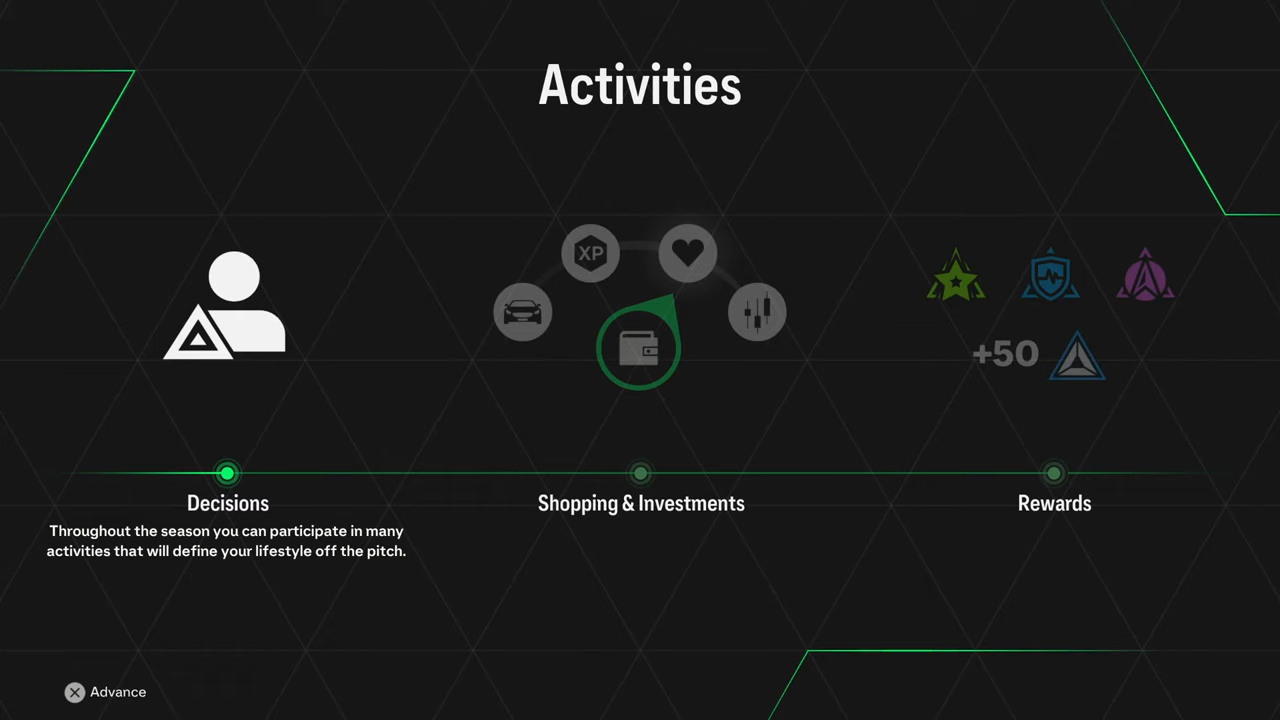 Activities
XP
+50
Decisions
Shopping & Investments
Rewards
Throughout the season you can participate in many
activities that will define your lifestyle off the pitch.
Advance